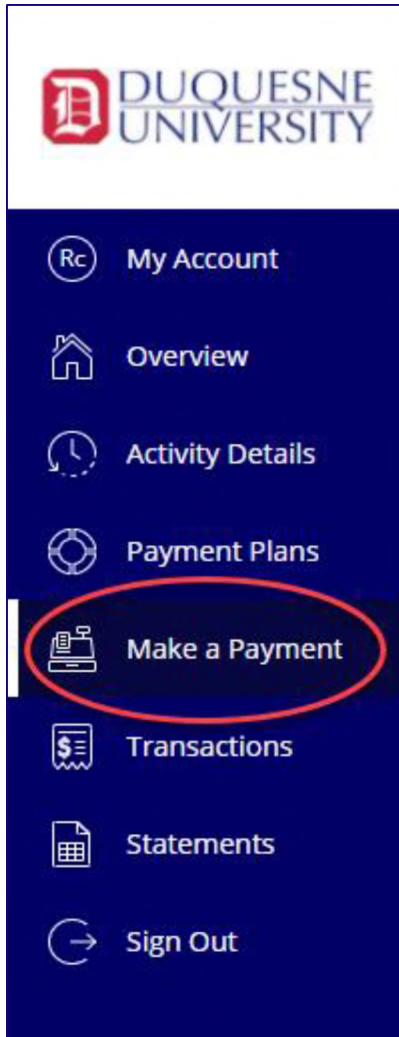 DUQUESNE
UNIVERSITY
Rc My Account
Overview
Activity Details
Payment Plans
Make a Payment
Transactions
Statements
Sign Out